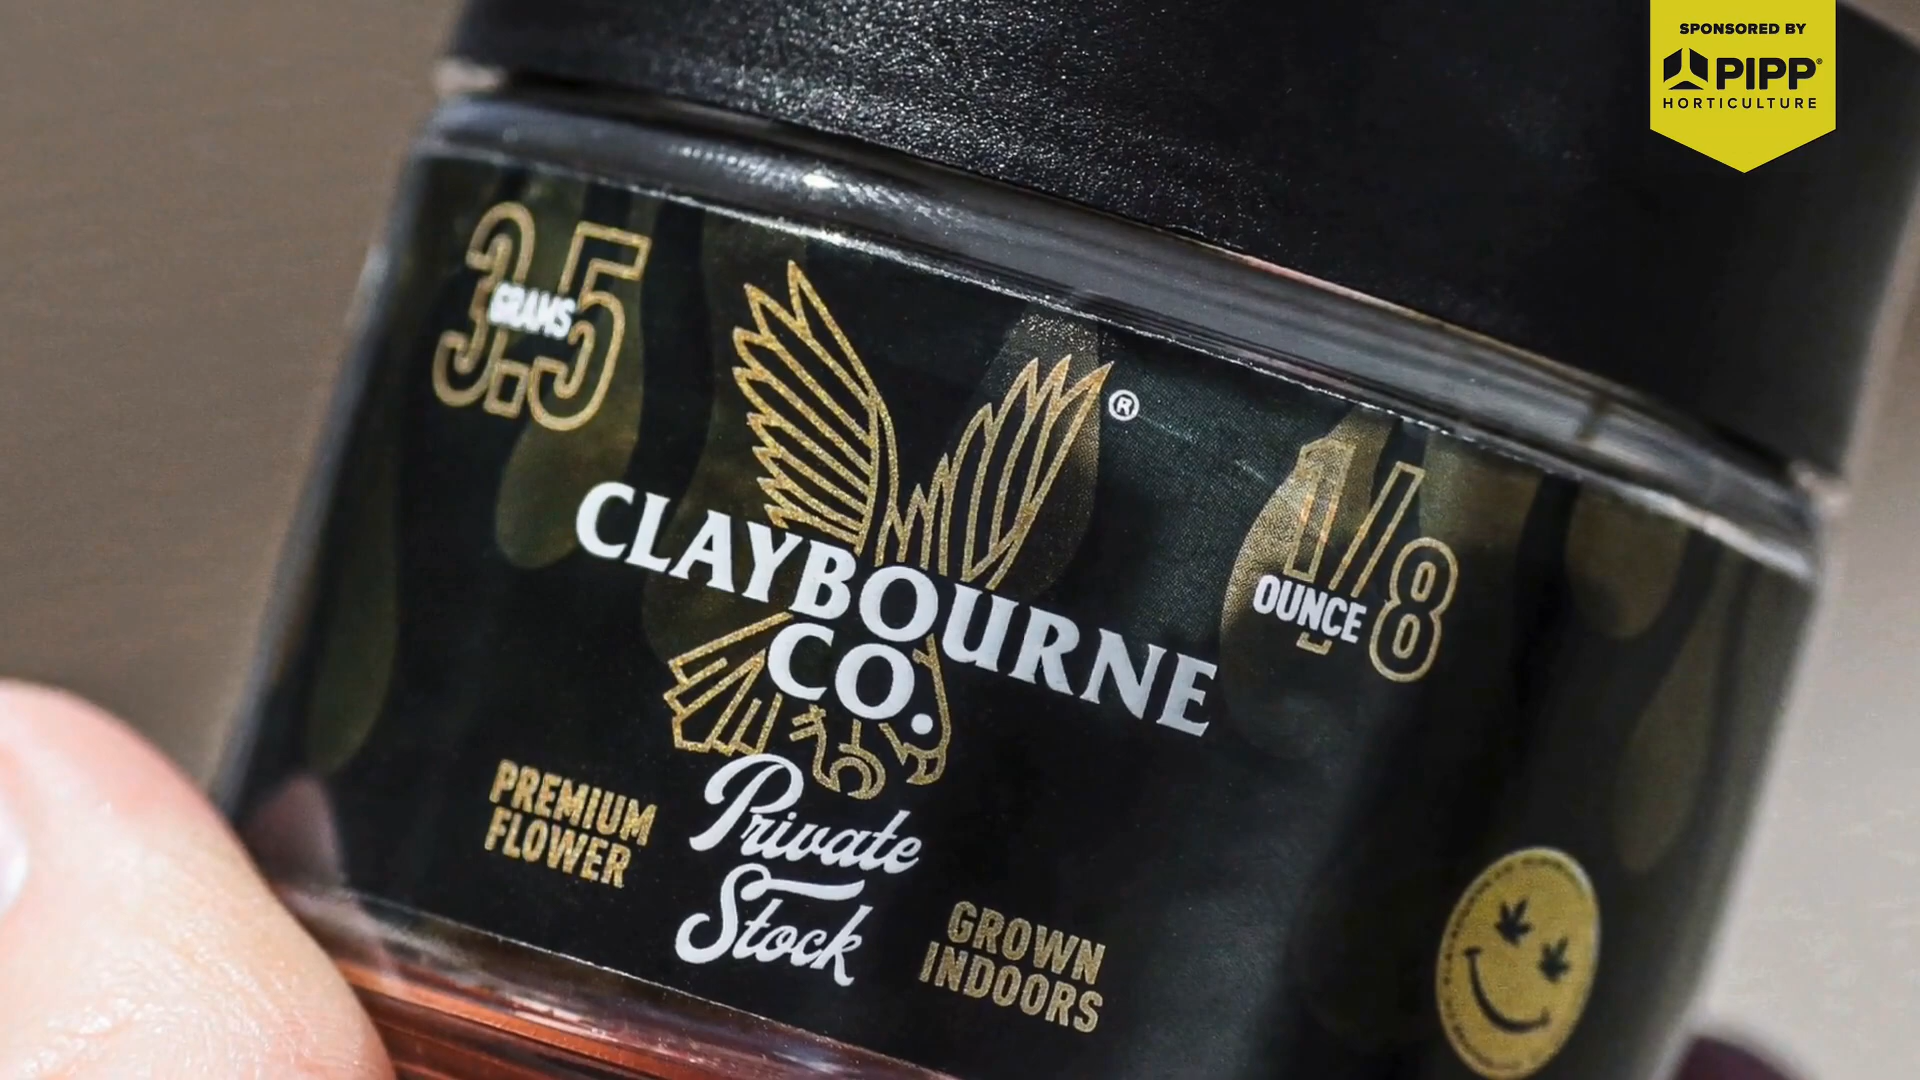 SPONSORED BY
PIPP®
HORTICULTURE
3.5
GRAMS
®
1/8
OUNCE
CLAYBOURNE
CO.
PREMIUM
FLOWER
Private
Stock
GROWN
INDOORS